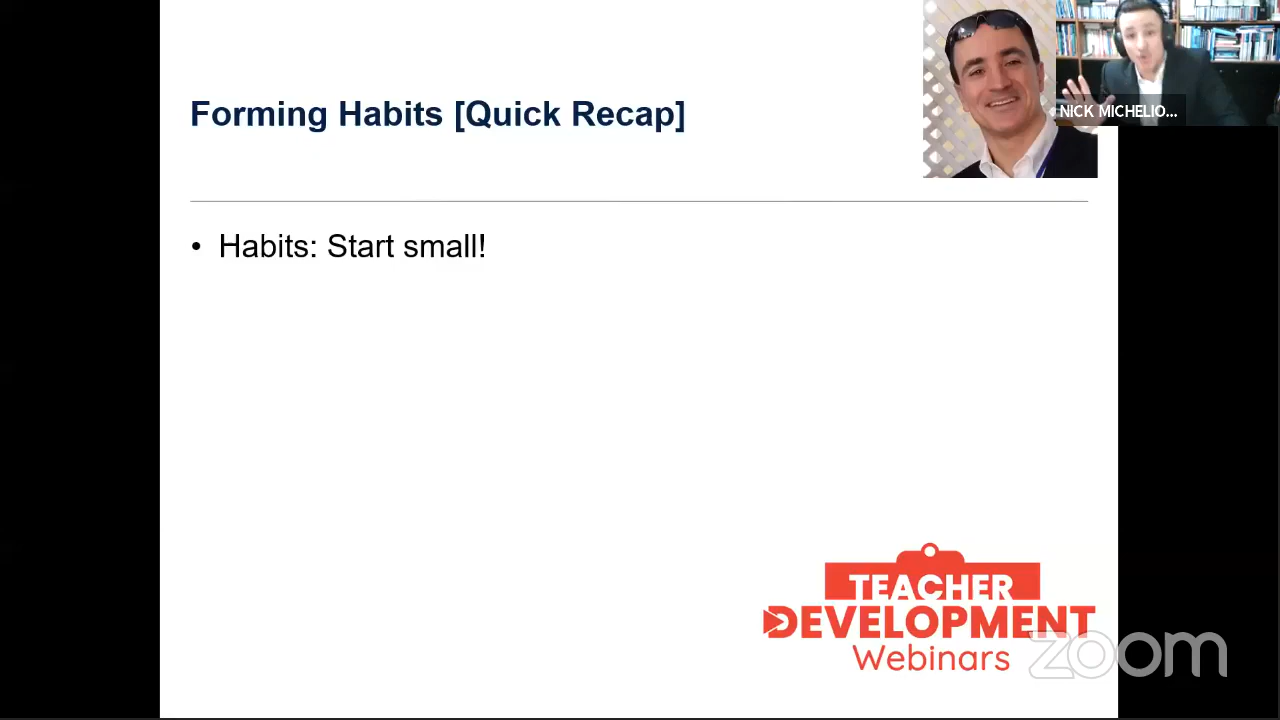 Forming Habits [Quick Recap]
NICK MICHELIO...
• Habits: Start small!
TEACHER
DEVELOPMENT
Webinars
zoom